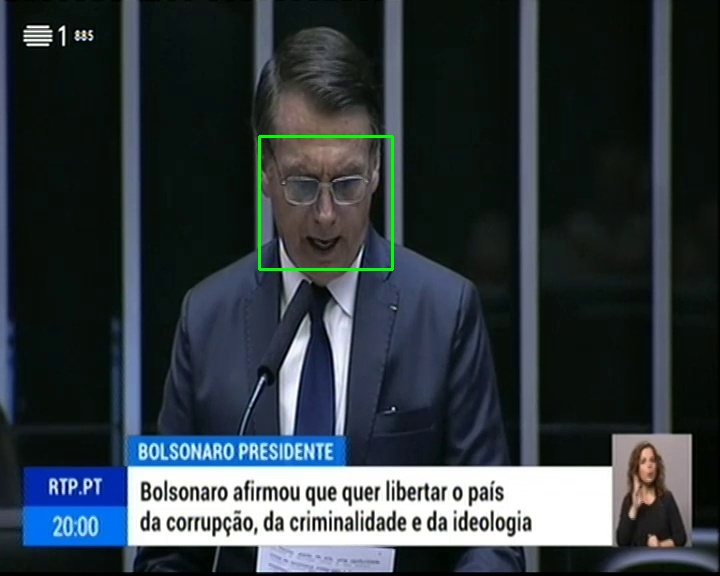 1 885
BOLSONARO PRESIDENTE
RTP.PT
Bolsonaro afirmou que quer libertar o país
20:00
da corrupção, da criminalidade e da ideologia